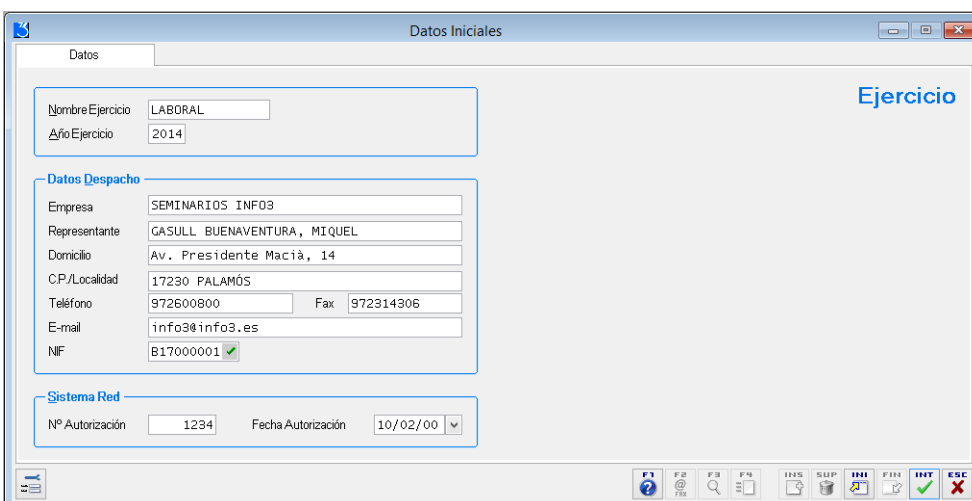 Datos Iniciales
Datos
Ejercicio
Nombre Ejercicio LABORAL
Año Ejercicio 2014
Datos Despacho
Empresa SEMINARIOS INFO3
Representante GASULL BUENAVENTURA, MIQUEL
Domicilio Av. Presidente Macià, 14
C.P./Localidad 17230 PALAMÓS
Teléfono 972600800 Fax 972314306
E-mail info3@info3.es
NIF B17000001
Sistema Red
Nº Autorización 1234 Fecha Autorización 10/02/00
F1 F2 F3 F4 INS SUP INI FIN INT ESC
@
FAX